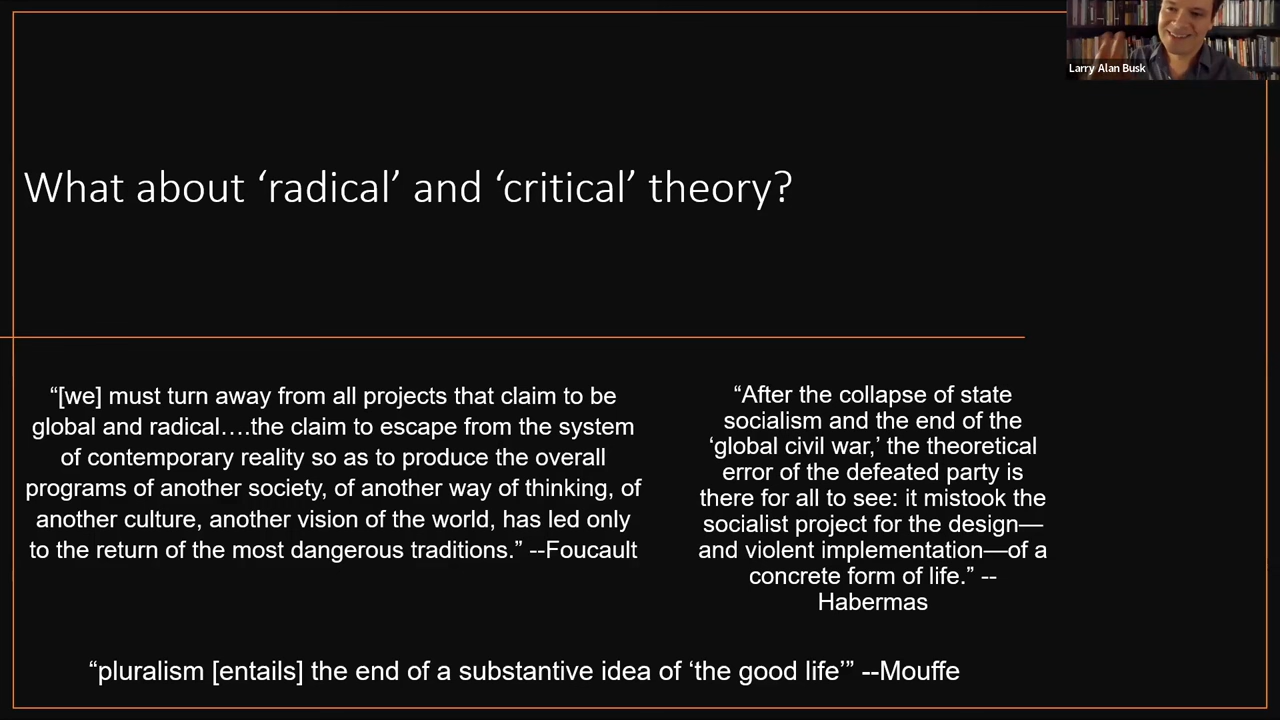 Larry Alan Busk
What about ‘radical’ and ‘critical’ theory?
“[we] must turn away from all projects that claim to be
global and radical….the claim to escape from the system
of contemporary reality so as to produce the overall
programs of another society, of another way of thinking, of
another culture, another vision of the world, has led only
to the return of the most dangerous traditions.” --Foucault
“After the collapse of state
socialism and the end of the
‘global civil war,’ the theoretical
error of the defeated party is
there for all to see: it mistook the
socialist project for the design—
and violent implementation—of a
concrete form of life.” --
Habermas
“pluralism [entails] the end of a substantive idea of ‘the good life’” --Mouffe